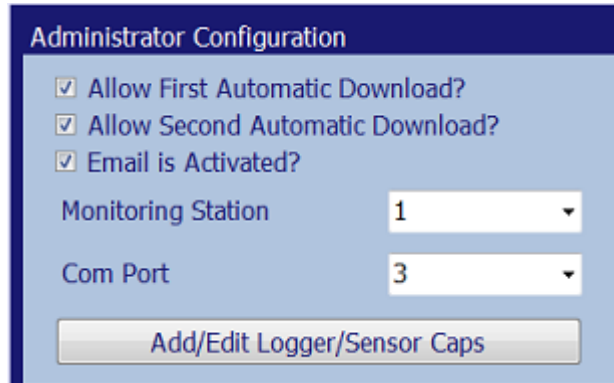 Administrator Configuration
Allow First Automatic Download?
Allow Second Automatic Download?
Email is Activated?
Monitoring Station 1
Com Port 3
Add/Edit Logger/Sensor Caps